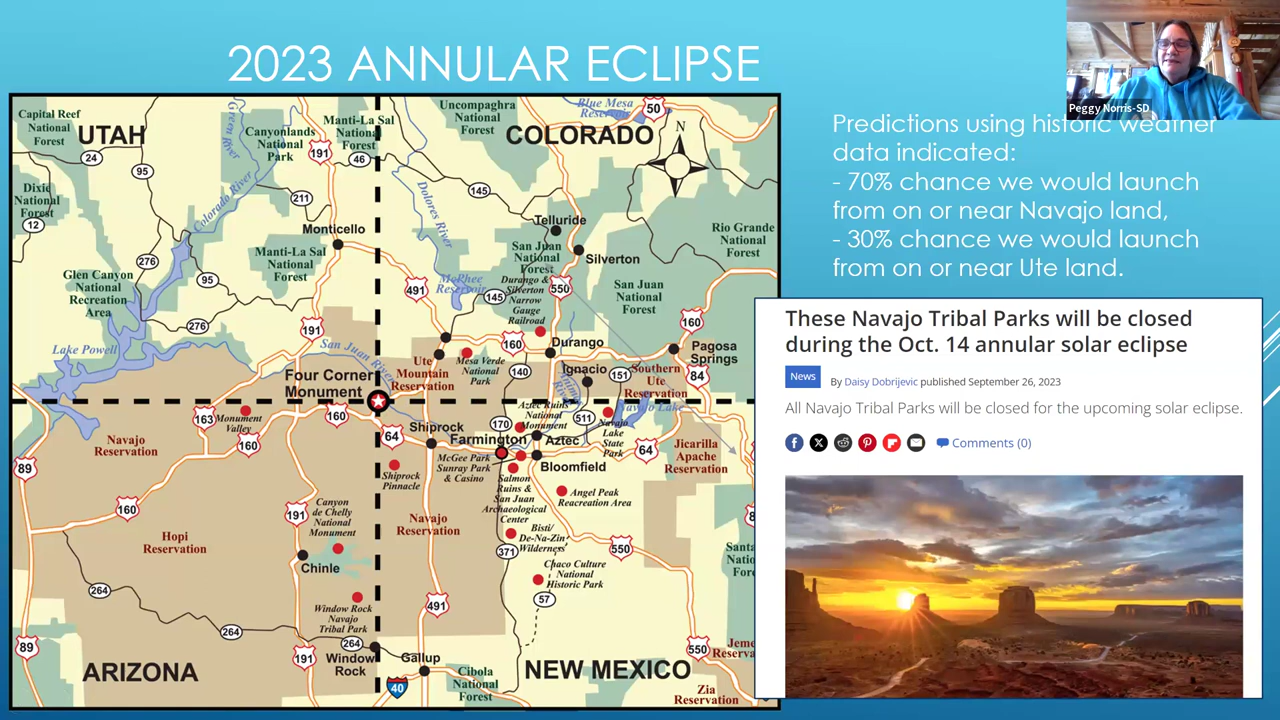 2023 ANNULAR ECLIPSE
Peggy Norris-SD
Predictions using historic weather
data indicated:
- 70% chance we would launch
from on or near Navajo land,
- 30% chance we would launch
from on or near Ute land.
These Navajo Tribal Parks will be closed
during the Oct. 14 annular solar eclipse
News
By Daisy Dobrijevic published September 26, 2023
All Navajo Tribal Parks will be closed for the upcoming solar eclipse.
Comments (0)
Capital Reef
National
Forest
UTAH
24
95
Green River
Canyonlands
National
Park
191
Manti-La Sal
National
Forest
46
Uncompaghra
National
Forest
Blue Mesa
Reservoir
50
COLORADO
N
Dixie
National
Forest
12
Colorado River
211
Dolores River
145
Telluride
Monticello
276
Manti-La Sal
National
Forest
Silverton
Rio Grande
National
Forest
San Juan
National
Forest
Glen Canyon
National
Recreation
Area
95
491
McPhee
Reservoir
145
Durango &
Silverton
Narrow
Gauge
Railroad
550
San Juan
National
Forest
276
191
160
Lake Powell
San Juan River
160
Durango
Pagosa
Springs
Ute
Mountain
Reservation
Mesa Verde
National
Park
140
Ignacio
151
Southern
Ute
Reservation
84
Four Corner
Monument
163
Monument
Valley
160
160
64
Shiprock
170
Aztec Ruins
National
Monument
511
Navajo Lake
Navajo
Lake
State
Park
Farmington
Aztec
64
Jicarilla
Apache
Reservation
Navajo
Reservation
89
McGee Park
Sunray Park
& Casino
Bloomfield
Shiprock
Pinnacle
Salmon
Ruins &
San Juan
Archaeological
Center
Angel Peak
Reacreation Area
160
191
Canyon
de Chelly
National
Monument
Navajo
Reservation
Hopi
Reservation
Bisti/
De-Na-Zin
Wilderness
371
550
Chinle
Chaco Culture
National
Historic Park
57
264
Window Rock
Navajo
Tribal Park
491
264
264
89
191
Window
Rock
Gallup
ARIZONA
40
Cibola
National
Forest
NEW MEXICO
550
Zia
Reservation